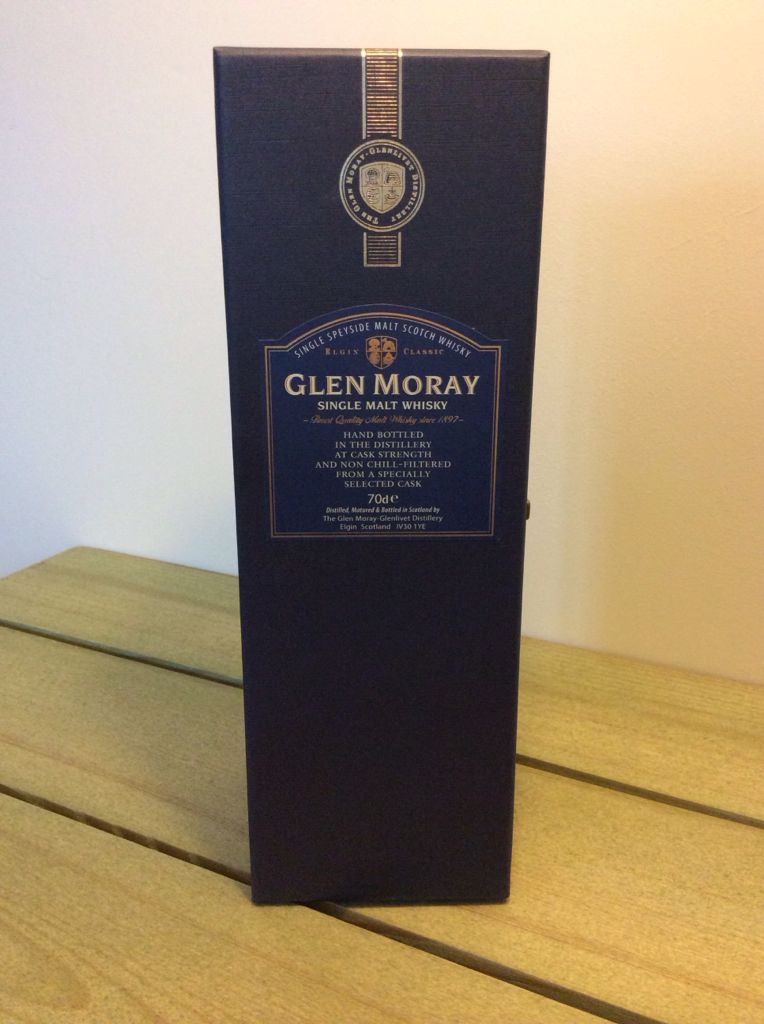 THE GLEN MORAY-GLENLIVET DISTILLERY
SINGLE SPEYSIDE MALT SCOTCH WHISKY
ELGIN CLASSIC
GLEN MORAY
SINGLE MALT WHISKY
- Finest Quality Malt Whisky since 1897 -
HAND BOTTLED
IN THE DISTILLERY
AT CASK STRENGTH
AND NON CHILL-FILTERED
FROM A SPECIALLY
SELECTED CASK
70cl e
Distilled, Matured & Bottled in Scotland by
The Glen Moray-Glenlivet Distillery
Elgin Scotland IV30 1YE